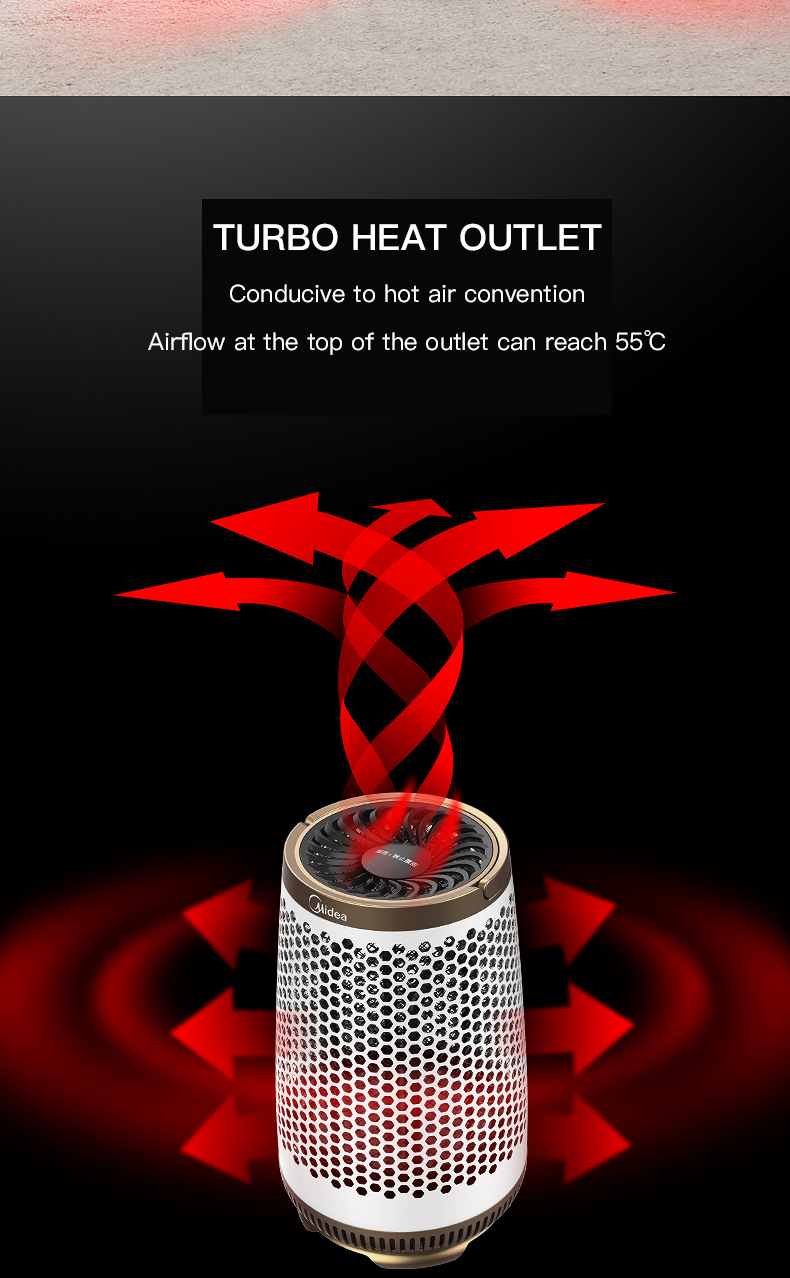 TURBO HEAT OUTLET
Conducive to hot air convention
Airflow at the top of the outlet can reach 55℃
Midea